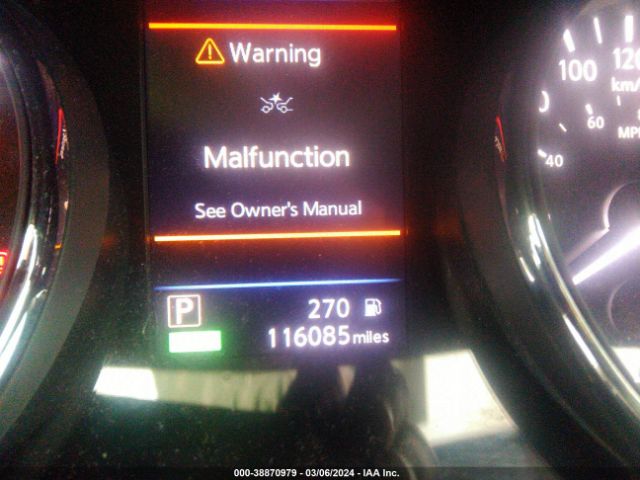 Warning
Malfunction
See Owner's Manual
P
270
116085 miles
100
120
km/
60
MP
40
000-38870979 - 03/06/2024 - IAA Inc.